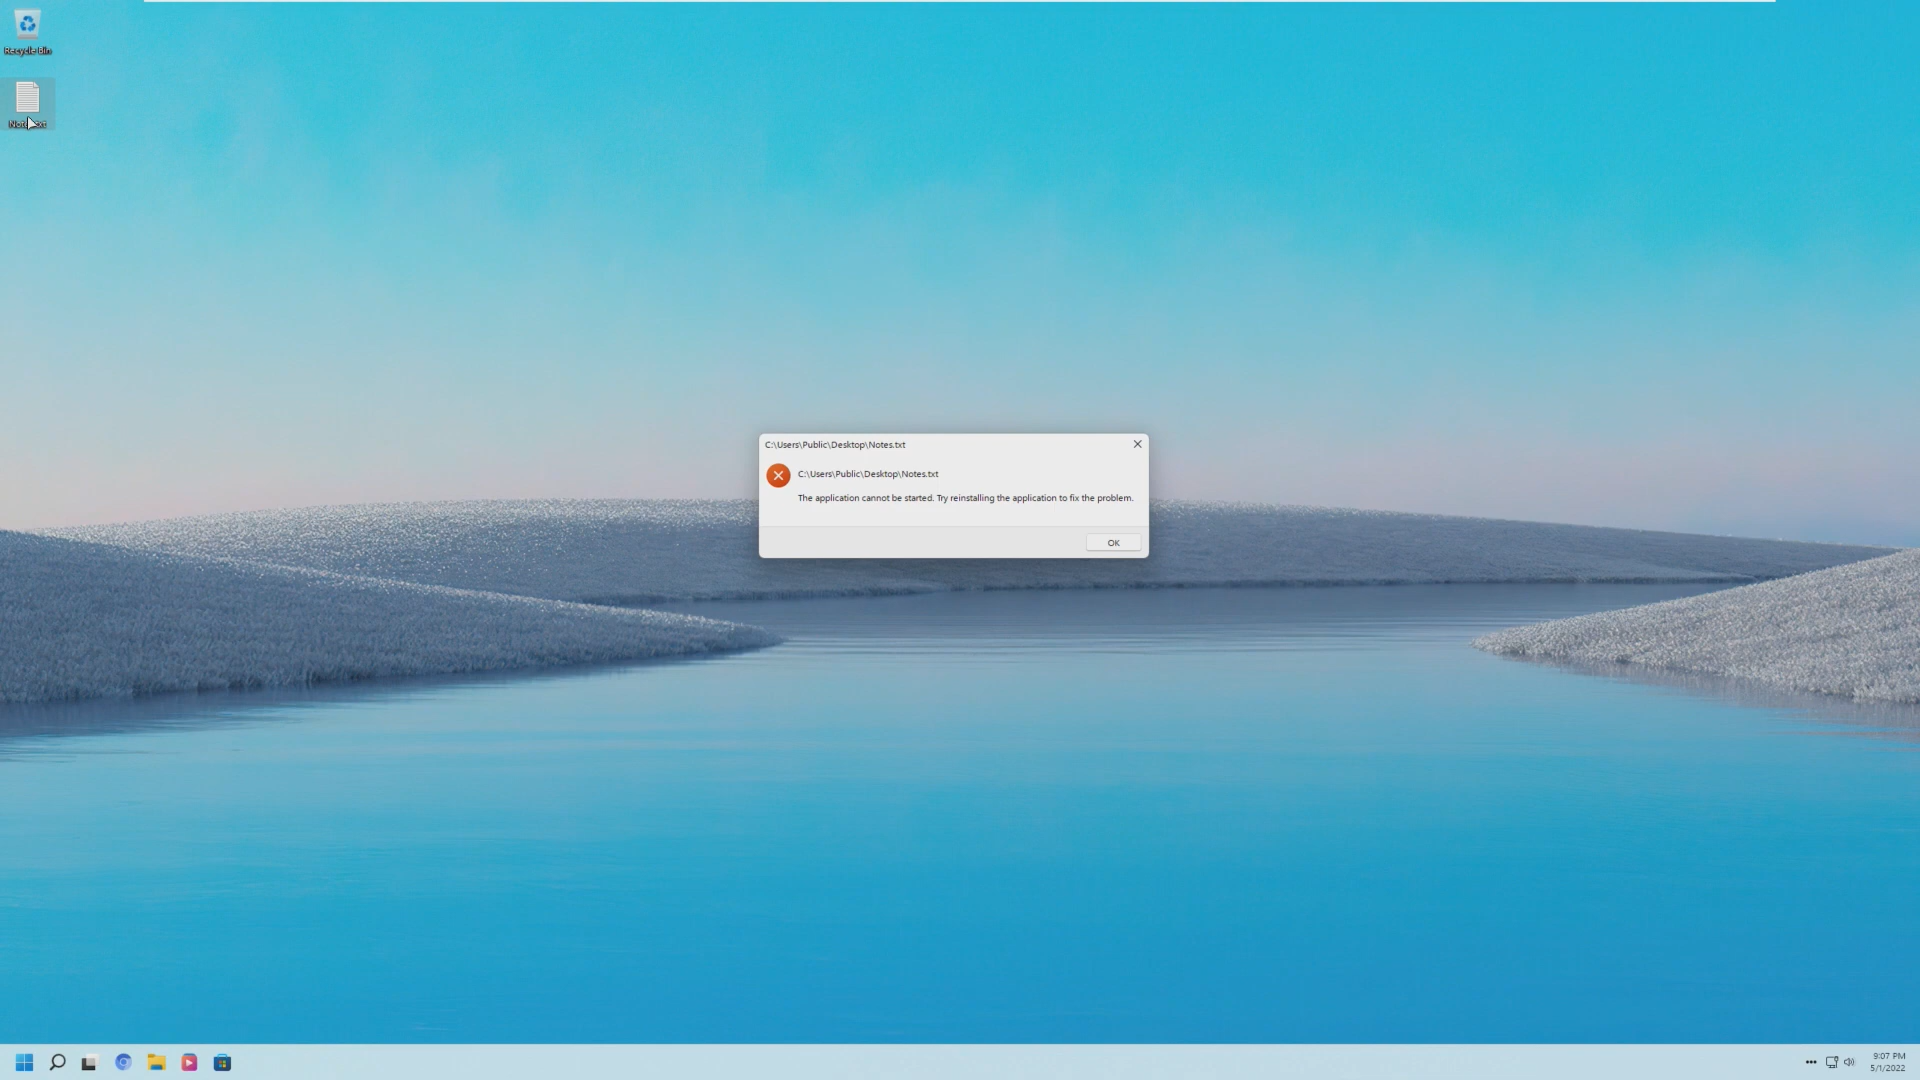 Recycle Bin
C:\Users\Public\Desktop\Notes.txt
C:\Users\Public\Desktop\Notes.txt
The application cannot be started. Try reinstalling the application to fix the problem.
OK
9:07 PM
5/1/2022